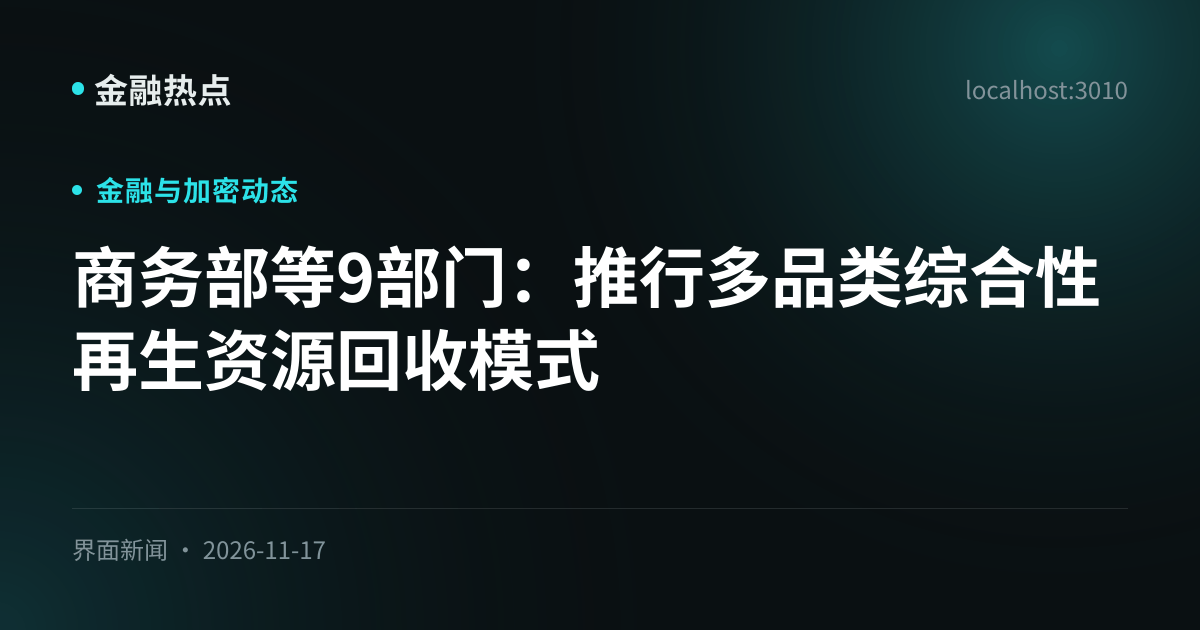 金融热点
localhost:3010
金融与加密动态
商务部等9部门：推行多品类综合性
再生资源回收模式
界面新闻 · 2026-11-17